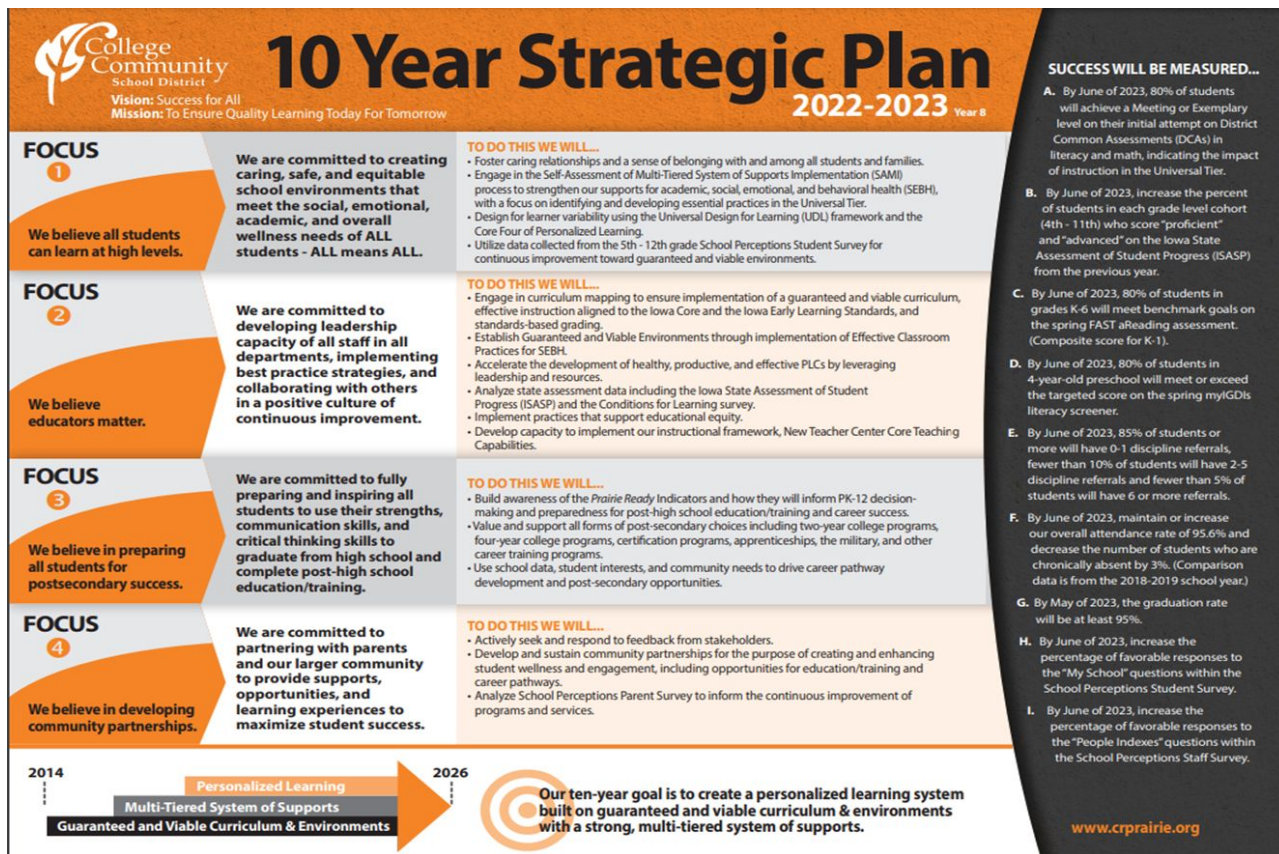 College
Community
School District
Vision: Success for All
Mission: To Ensure Quality Learning Today For Tomorrow
10 Year Strategic Plan
2022-2023 Year 8
FOCUS
1
We believe all students
can learn at high levels.
We are committed to creating
caring, safe, and equitable
school environments that
meet the social, emotional,
academic, and overall
wellness needs of ALL
students - ALL means ALL.
TO DO THIS WE WILL...
• Foster caring relationships and a sense of belonging with and among all students and families.
• Engage in the Self-Assessment of Multi-Tiered System of Supports Implementation (SAMI)
process to strengthen our supports for academic, social, emotional, and behavioral health (SEBH),
with a focus on identifying and developing essential practices in the Universal Tier.
• Design for learner variability using the Universal Design for Learning (UDL) framework and the
Core Four of Personalized Learning.
• Utilize data collected from the 5th - 12th grade School Perceptions Student Survey for
continuous improvement toward guaranteed and viable environments.
FOCUS
2
We believe
educators matter.
We are committed to
developing leadership
capacity of all staff in all
departments, implementing
best practice strategies, and
collaborating with others
in a positive culture of
continuous improvement.
TO DO THIS WE WILL...
• Engage in curriculum mapping to ensure implementation of a guaranteed and viable curriculum,
effective instruction aligned to the Iowa Core and the Iowa Early Learning Standards, and
standards-based grading.
• Establish Guaranteed and Viable Environments through implementation of Effective Classroom
Practices for SEBH.
• Accelerate the development of healthy, productive, and effective PLCs by leveraging
leadership and resources.
• Analyze state assessment data including the Iowa State Assessment of Student
Progress (ISASP) and the Conditions for Learning survey.
• Implement practices that support educational equity.
• Develop capacity to implement our instructional framework, New Teacher Center Core Teaching
Capabilities.
FOCUS
3
We believe in preparing
all students for
postsecondary success.
We are committed to fully
preparing and inspiring all
students to use their strengths,
communication skills, and
critical thinking skills to
graduate from high school and
complete post-high school
education/training.
TO DO THIS WE WILL...
• Build awareness of the Prairie Ready Indicators and how they will inform PK-12 decision-
making and preparedness for post-high school education/training and career success.
• Value and support all forms of post-secondary choices including two-year college programs,
four-year college programs, certification programs, apprenticeships, the military, and other
career training programs.
• Use school data, student interests, and community needs to drive career pathway
development and post-secondary opportunities.
FOCUS
4
We believe in developing
community partnerships.
We are committed to
partnering with parents
and our larger community
to provide supports,
opportunities, and
learning experiences to
maximize student success.
TO DO THIS WE WILL...
• Actively seek and respond to feedback from stakeholders.
• Develop and sustain community partnerships for the purpose of creating and enhancing
student wellness and engagement, including opportunities for education/training and
career pathways.
• Analyze School Perceptions Parent Survey to inform the continuous improvement of
programs and services.
2014
2026
Personalized Learning
Multi-Tiered System of Supports
Guaranteed and Viable Curriculum & Environments
Our ten-year goal is to create a personalized learning system
built on guaranteed and viable curriculum & environments
with a strong, multi-tiered system of supports.
SUCCESS WILL BE MEASURED...
A. By June of 2023, 80% of students
will achieve a Meeting or Exemplary
level on their initial attempt on District
Common Assessments (DCAs) in
literacy and math, indicating the impact
of instruction in the Universal Tier.
B. By June of 2023, increase the percent
of students in each grade level cohort
(4th - 11th) who score "proficient"
and "advanced" on the Iowa State
Assessment of Student Progress (ISASP)
from the previous year.
C. By June of 2023, 80% of students in
grades K-6 will meet benchmark goals on
the spring FAST aReading assessment.
(Composite score for K-1).
D. By June of 2023, 80% of students in
4-year-old preschool will meet or exceed
the targeted score on the spring myIGDIs
literacy screener.
E. By June of 2023, 85% of students or
more will have 0-1 discipline referrals,
fewer than 10% of students will have 2-5
discipline referrals and fewer than 5% of
students will have 6 or more referrals.
F. By June of 2023, maintain or increase
our overall attendance rate of 95.6% and
decrease the number of students who are
chronically absent by 3%. (Comparison
data is from the 2018-2019 school year.)
G. By May of 2023, the graduation rate
will be at least 95%.
H. By June of 2023, increase the
percentage of favorable responses to
the "My School" questions within the
School Perceptions Student Survey.
I. By June of 2023, increase the
percentage of favorable responses to
the "People Indexes" questions within
the School Perceptions Staff Survey.
www.crprairie.org